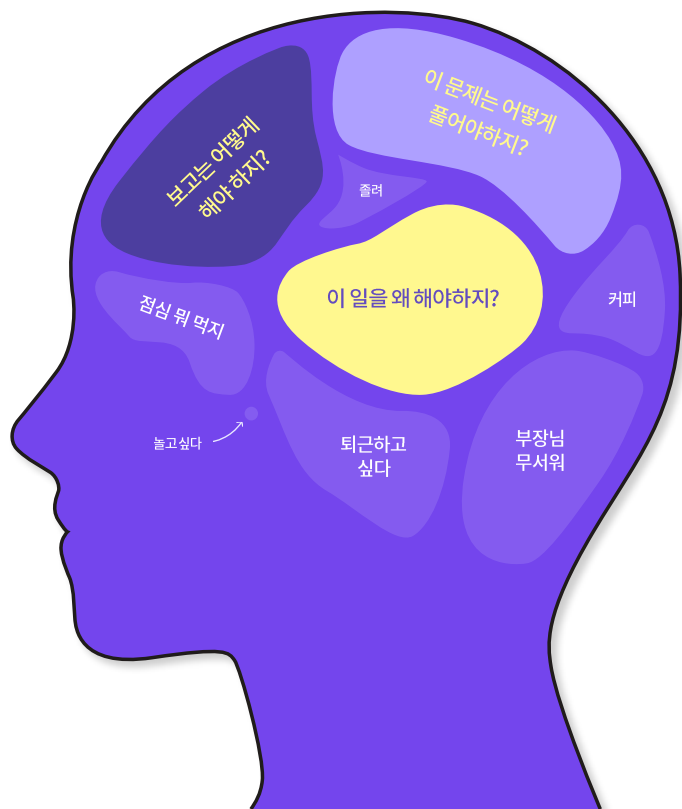 이 문제는 어떻게
풀어야하지?
보고는 어떻게
해야 하지?
졸려
이 일을 왜 해야하지?
커피
점심 뭐 먹지
놀고싶다
퇴근하고
싶다
부장님
무서워